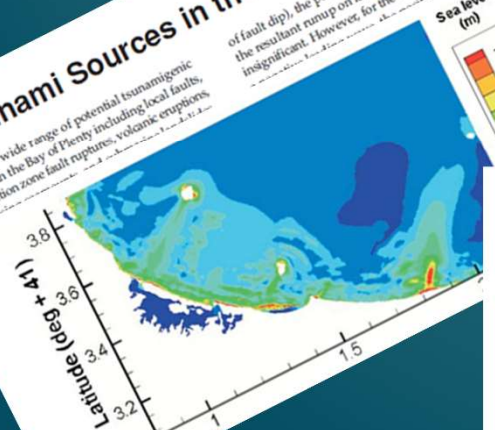 nami Sources in th
wide range of potential tsunamigenic
n the Bay of Plenty including local faults,
tion zone fault ruptures, volcanic eruptions
of fault dip), the p
the resultant runup on
insignificant. However, for the
Sea leve
(m)
3.8
3.6
3.4
3.2
Latitude (deg + 41)
1
1.5